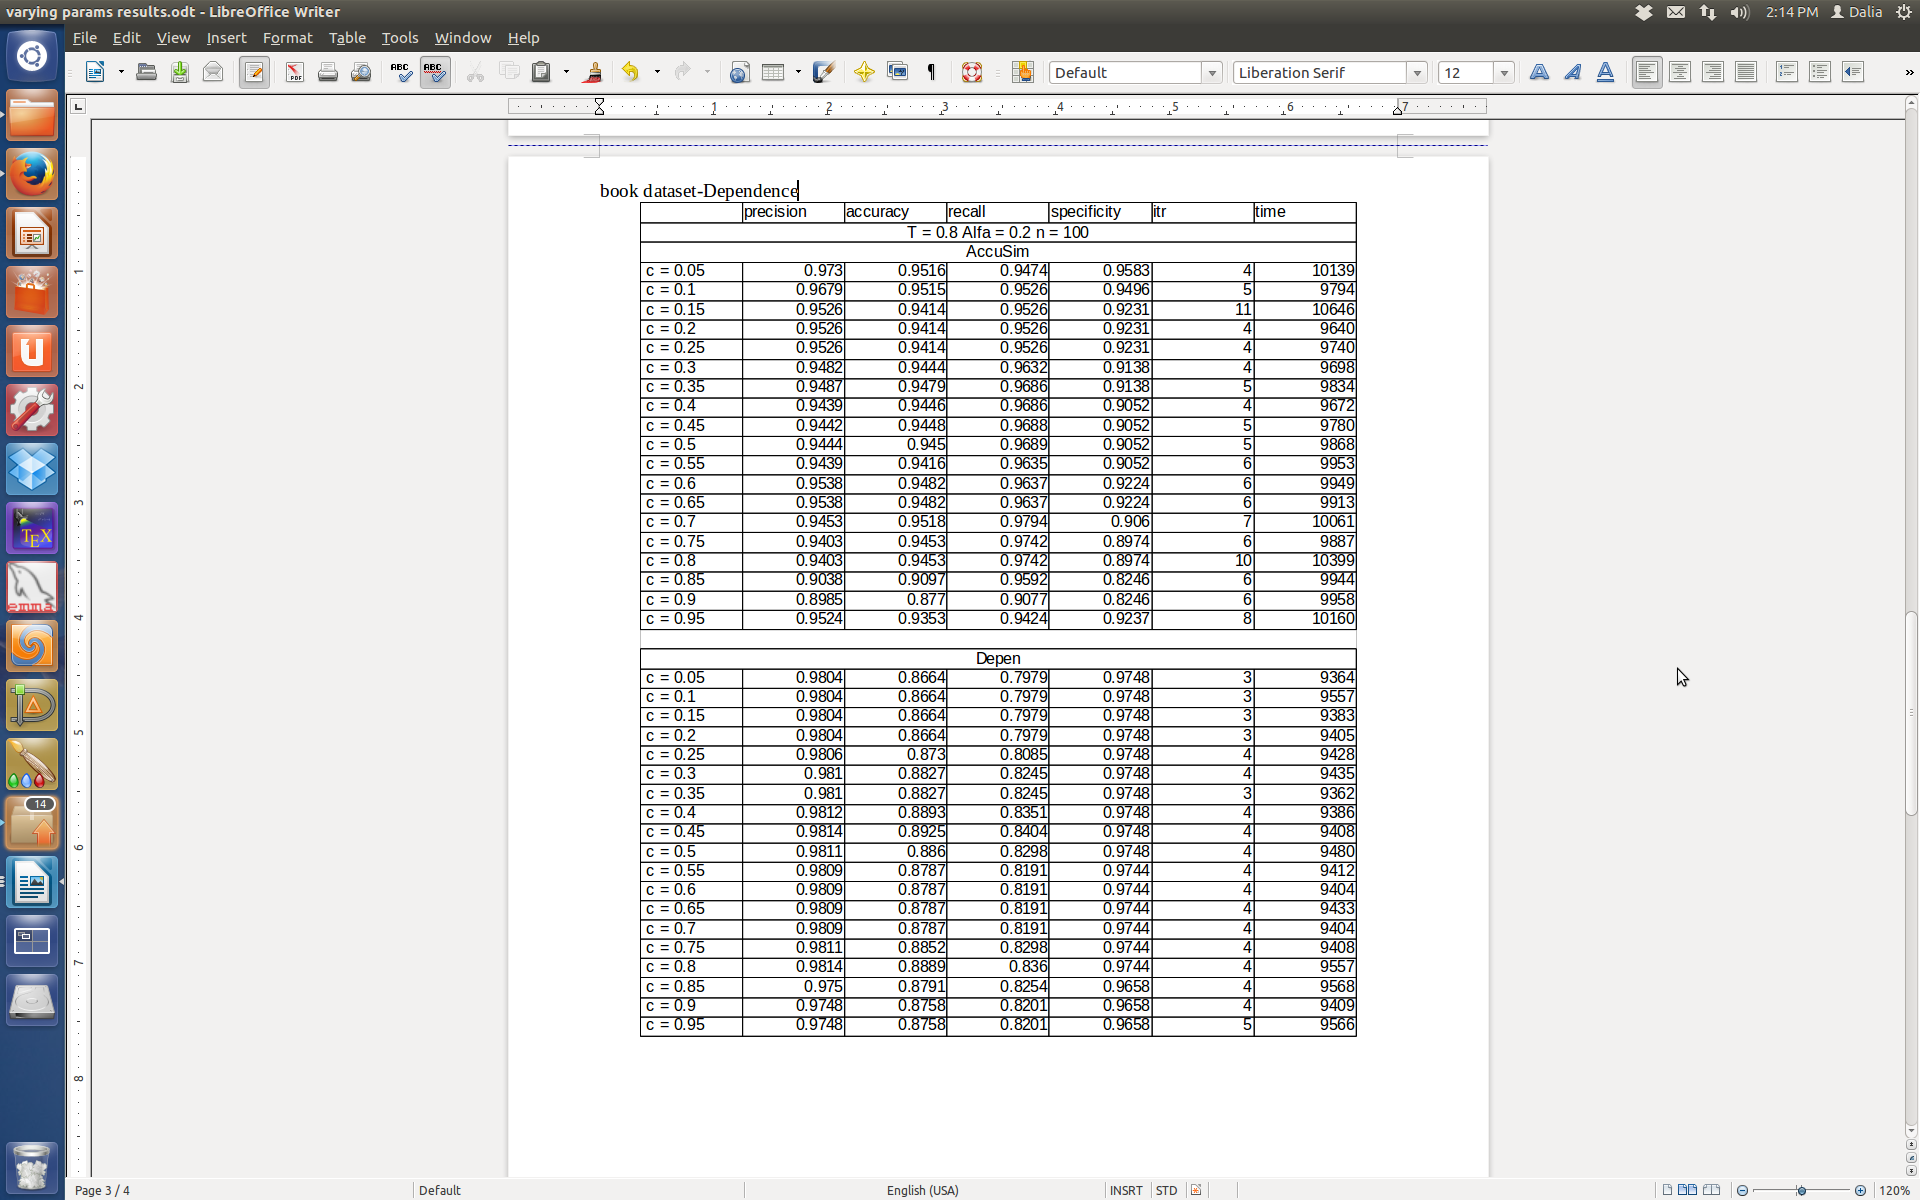 varying params results.odt - LibreOffice Writer
2:14 PM Dalia
File Edit View Insert Format Table Tools Window Help
ABC ABC Default Liberation Serif 12
1 2 3 4 5 6 7
book dataset-Dependence
precision accuracy recall specificity itr time
T = 0.8 Alfa = 0.2 n = 100
AccuSim
c = 0.05 0.973 0.9516 0.9474 0.9583 4 10139
c = 0.1 0.9679 0.9515 0.9526 0.9496 5 9794
c = 0.15 0.9526 0.9414 0.9526 0.9231 11 10646
c = 0.2 0.9526 0.9414 0.9526 0.9231 4 9640
c = 0.25 0.9526 0.9414 0.9526 0.9231 4 9740
c = 0.3 0.9482 0.9444 0.9632 0.9138 4 9698
c = 0.35 0.9487 0.9479 0.9686 0.9138 5 9834
c = 0.4 0.9439 0.9446 0.9686 0.9052 4 9672
c = 0.45 0.9442 0.9448 0.9688 0.9052 5 9780
c = 0.5 0.9444 0.945 0.9689 0.9052 5 9868
c = 0.55 0.9439 0.9416 0.9635 0.9052 6 9953
c = 0.6 0.9538 0.9482 0.9637 0.9224 6 9949
c = 0.65 0.9538 0.9482 0.9637 0.9224 6 9913
c = 0.7 0.9453 0.9518 0.9794 0.906 7 10061
c = 0.75 0.9403 0.9453 0.9742 0.8974 6 9887
c = 0.8 0.9403 0.9453 0.9742 0.8974 10 10399
c = 0.85 0.9038 0.9097 0.9592 0.8246 6 9944
c = 0.9 0.8985 0.877 0.9077 0.8246 6 9958
c = 0.95 0.9524 0.9353 0.9424 0.9237 8 10160
Depen
c = 0.05 0.9804 0.8664 0.7979 0.9748 3 9364
c = 0.1 0.9804 0.8664 0.7979 0.9748 3 9557
c = 0.15 0.9804 0.8664 0.7979 0.9748 3 9383
c = 0.2 0.9804 0.8664 0.7979 0.9748 3 9405
c = 0.25 0.9806 0.873 0.8085 0.9748 4 9428
c = 0.3 0.981 0.8827 0.8245 0.9748 4 9435
c = 0.35 0.981 0.8827 0.8245 0.9748 3 9362
c = 0.4 0.9812 0.8893 0.8351 0.9748 4 9386
c = 0.45 0.9814 0.8925 0.8404 0.9748 4 9408
c = 0.5 0.9811 0.886 0.8298 0.9748 4 9480
c = 0.55 0.9809 0.8787 0.8191 0.9744 4 9412
c = 0.6 0.9809 0.8787 0.8191 0.9744 4 9404
c = 0.65 0.9809 0.8787 0.8191 0.9744 4 9433
c = 0.7 0.9809 0.8787 0.8191 0.9744 4 9404
c = 0.75 0.9811 0.8852 0.8298 0.9744 4 9408
c = 0.8 0.9814 0.8889 0.836 0.9744 4 9557
c = 0.85 0.975 0.8791 0.8254 0.9658 4 9568
c = 0.9 0.9748 0.8758 0.8201 0.9658 4 9409
c = 0.95 0.9748 0.8758 0.8201 0.9658 5 9566
1
2
3
4
5
6
7
8
TEX
emma
14
Page 3 / 4 Default English (USA) INSRT STD 120%